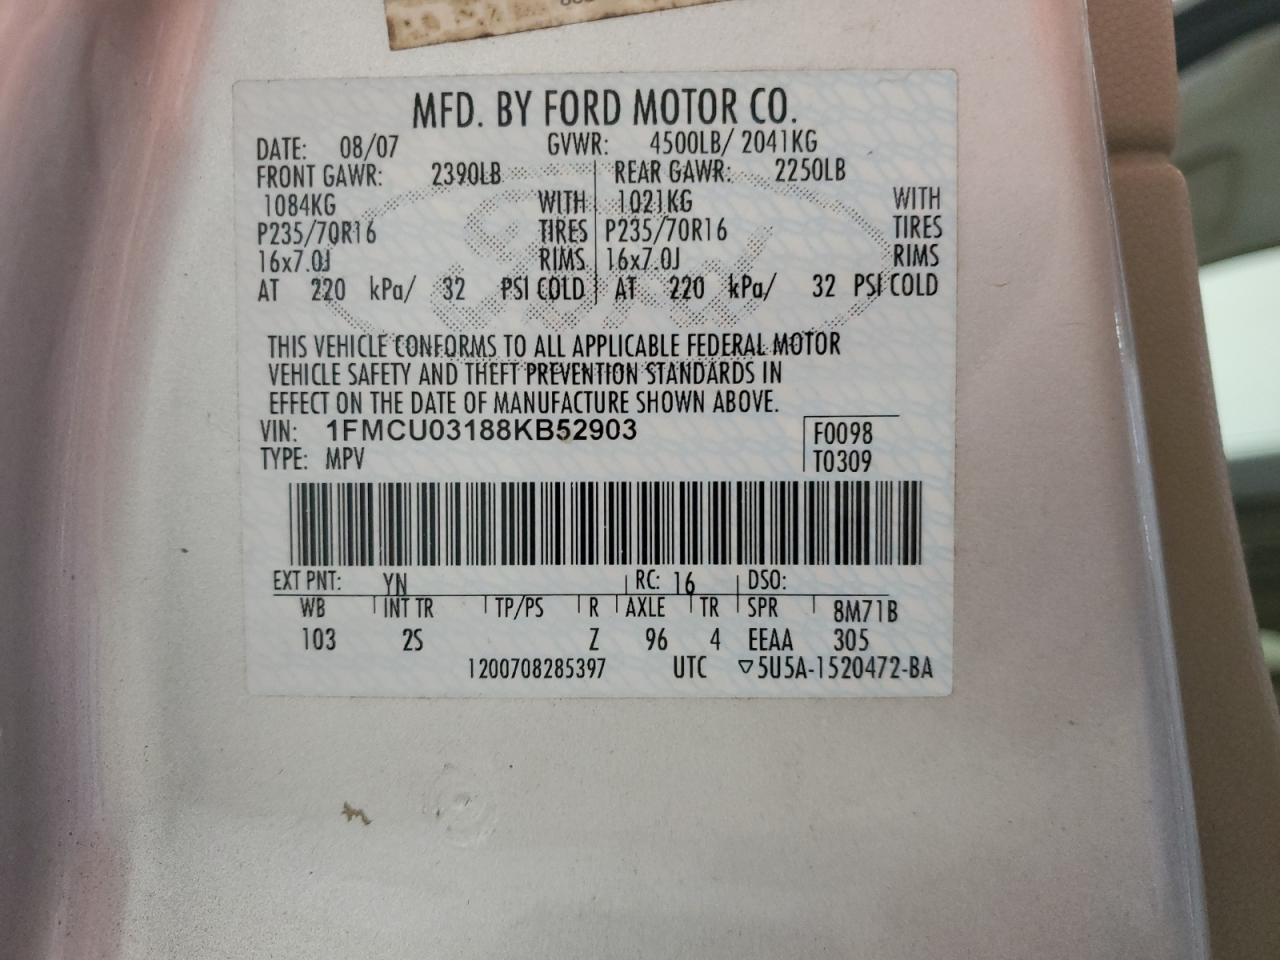 MFD. BY FORD MOTOR CO.
DATE: 08/07 GVWR: 4500LB/ 2041KG
FRONT GAWR: 2390LB REAR GAWR: 2250LB
1084KG WITH 1021KG WITH
P235/70R16 TIRES P235/70R16 TIRES
16x7.0J RIMS 16x7.0J RIMS
AT 220 kPa/ 32 PSI COLD AT 220 kPa/ 32 PSI COLD
THIS VEHICLE CONFORMS TO ALL APPLICABLE FEDERAL MOTOR
VEHICLE SAFETY AND THEFT PREVENTION STANDARDS IN
EFFECT ON THE DATE OF MANUFACTURE SHOWN ABOVE.
VIN: 1FMCU03188KB52903 F0098
TYPE: MPV T0309
EXT PNT: YN RC: 16 DSO:
WB INT TR TP/PS R AXLE TR SPR 8M71B
103 2S Z 96 4 EEAA 305
1200708285397 UTC ▽5U5A-1520472-BA